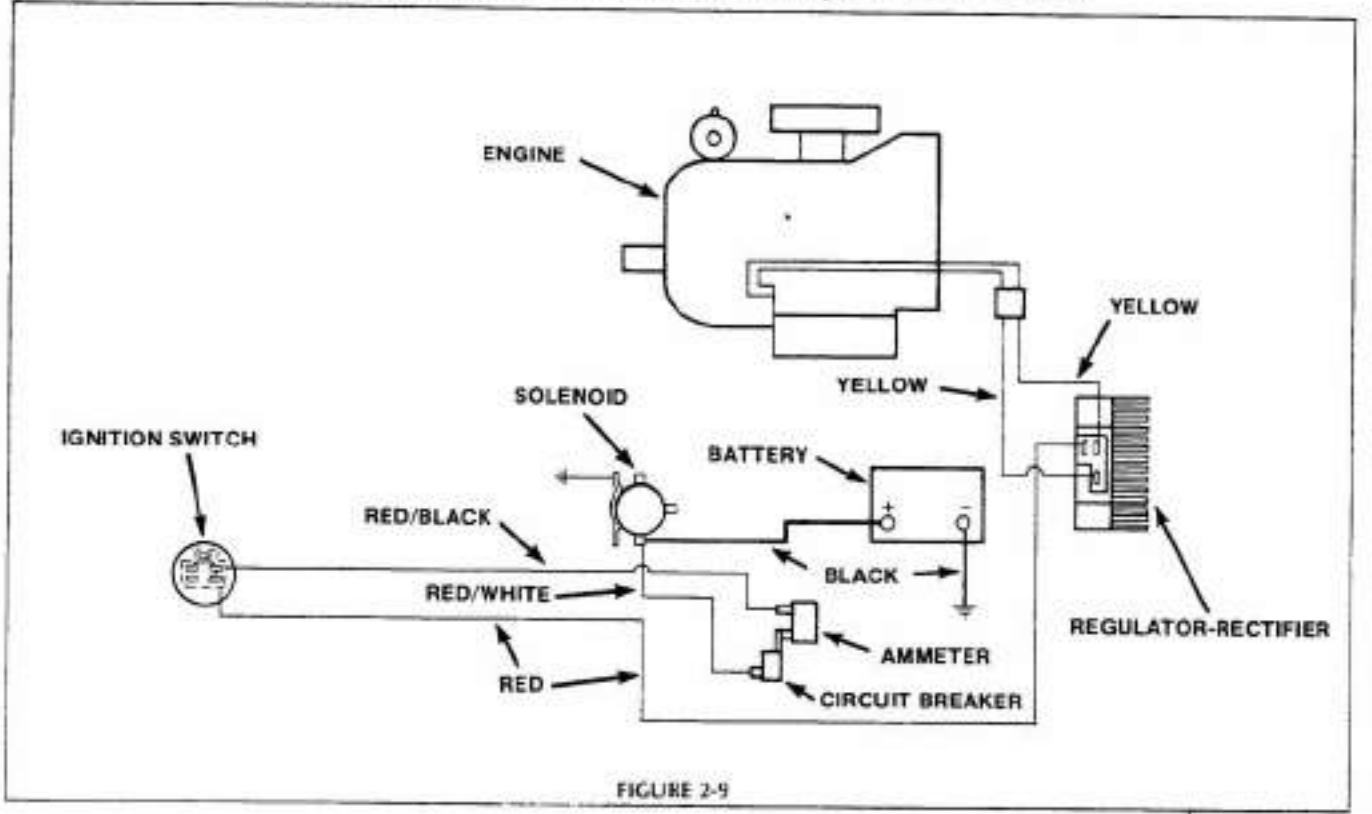 ENGINE
YELLOW
YELLOW
SOLENOID
IGNITION SWITCH
BATTERY
RED/BLACK
+
-
BLACK
RED/WHITE
REGULATOR-RECTIFIER
AMMETER
RED
CIRCUIT BREAKER
FIGURE 2-9